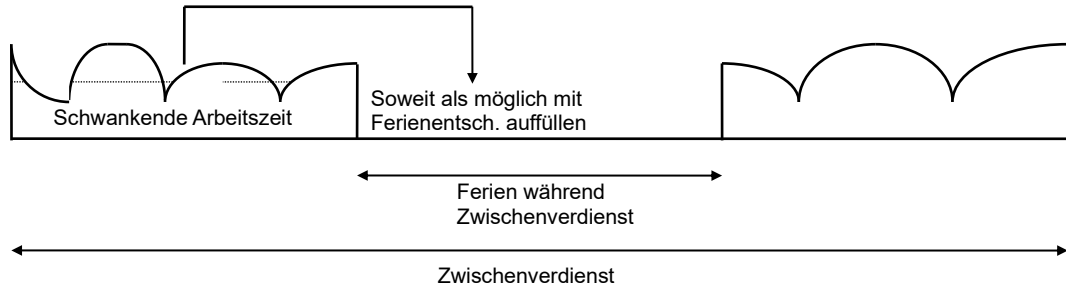 Schwankende Arbeitszeit
Soweit als möglich mit
Ferienentsch. auffüllen
Ferien während
Zwischenverdienst
Zwischenverdienst